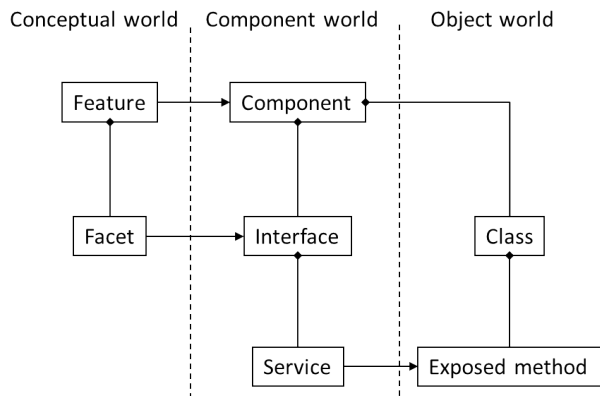 Conceptual world
Component world
Object world
Feature
Component
Facet
Interface
Class
Service
Exposed method